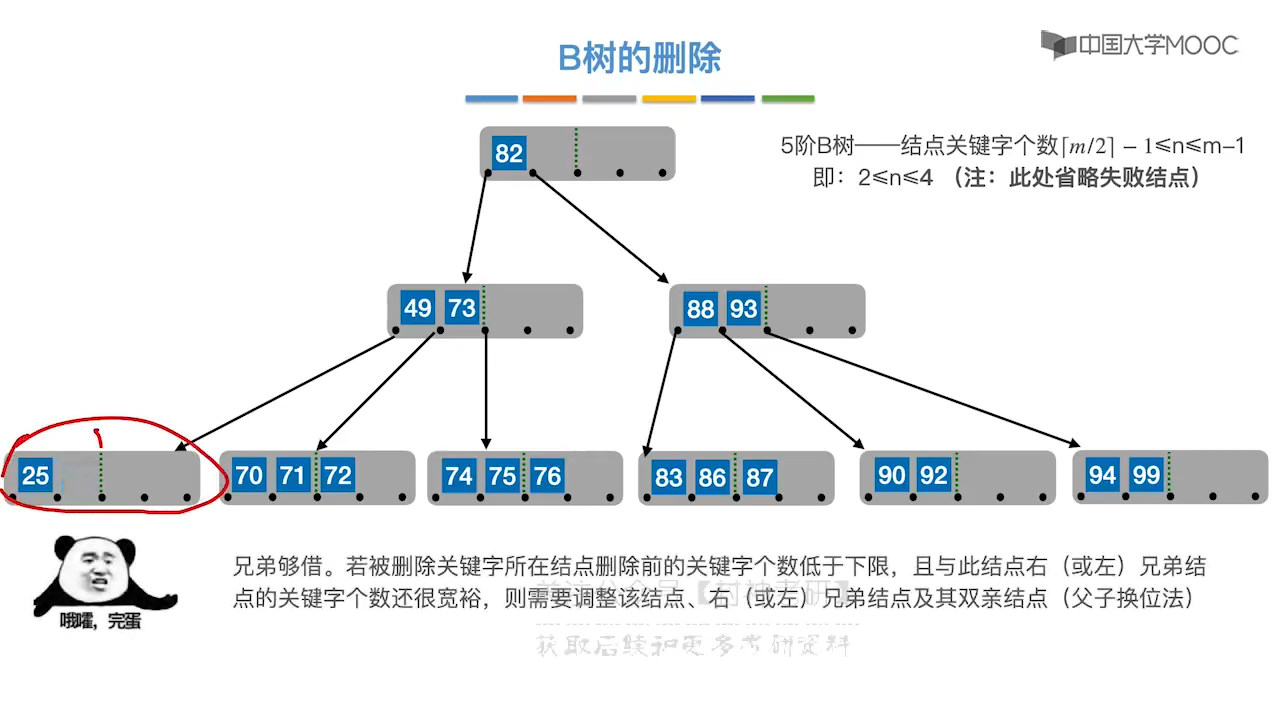 B树的删除
中国大学MOOC
5阶B树——结点关键字个数⌈m/2⌉ – 1≤n≤m–1
即：2≤n≤4 （注：此处省略失败结点）
82
49 73
88 93
25
70 71 72
74 75 76
83 86 87
90 92
94 99
兄弟够借。若被删除关键字所在结点删除前的关键字个数低于下限，且与此结点右（或左）兄弟结
点的关键字个数还很宽裕，则需要调整该结点、右（或左）兄弟结点及其双亲结点（父子换位法）
哦嚯，完蛋
获取后续和更多考研资料